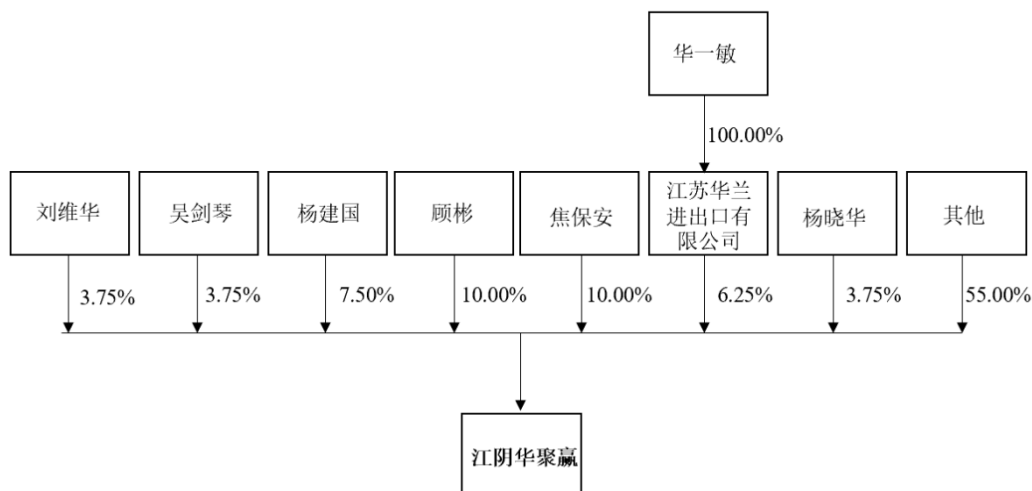 华一敏
100.00%
刘维华
吴剑琴
杨建国
顾彬
焦保安
江苏华兰
进出口有
限公司
杨晓华
其他
3.75%
3.75%
7.50%
10.00%
10.00%
6.25%
3.75%
55.00%
江阴华聚赢